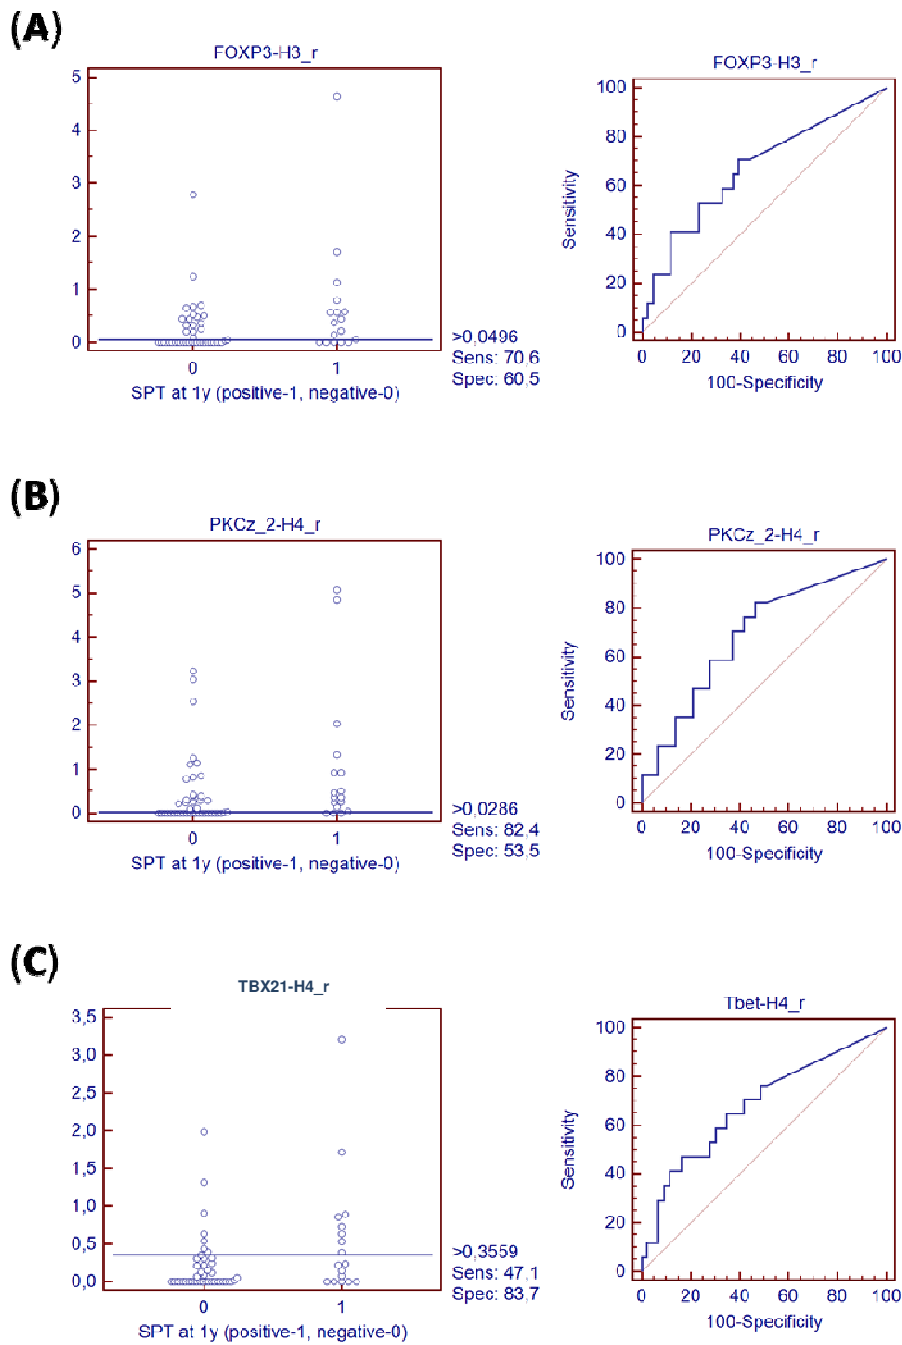 (A)
FOXP3-H3_r
5
4
3
2
1
0
0 1
SPT at 1y (positive-1, negative-0)
>0,0496
Sens: 70,6
Spec: 60,5
FOXP3-H3_r
Sensitivity
100
80
60
40
20
0
0 20 40 60 80 100
100-Specificity
(B)
PKCz_2-H4_r
6
5
4
3
2
1
0
0 1
SPT at 1y (positive-1, negative-0)
>0,0286
Sens: 82,4
Spec: 53,5
PKCz_2-H4_r
Sensitivity
100
80
60
40
20
0
0 20 40 60 80 100
100-Specificity
(C)
TBX21-H4_r
3,5
3,0
2,5
2,0
1,5
1,0
0,5
0,0
0 1
SPT at 1y (positive-1, negative-0)
>0,3559
Sens: 47,1
Spec: 83,7
Tbet-H4_r
Sensitivity
100
80
60
40
20
0
0 20 40 60 80 100
100-Specificity